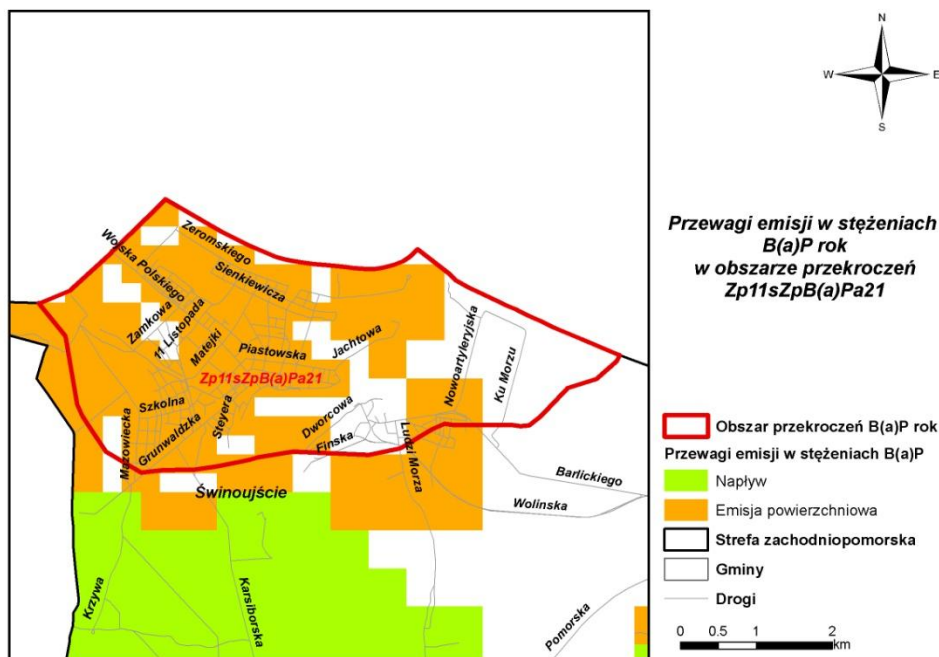 N
W
E
S
Przewagi emisji w stężeniach
B(a)P rok
w obszarze przekroczeń
Zp11sZpB(a)Pa21
Żeromskiego
Wojska Polskiego
Sienkiewicza
Zamkowa
11 Listopada
Matejki
Piastowska
Jachtowa
Nowoartyleryjska
Ku Morzu
Zp11sZpB(a)Pa21
Szkolna
Steyera
Dworcowa
Mazowiecka
Grunwaldzka
Finska
Ludzi Morza
Świnoujście
Barlickiego
Wolinska
Krzywa
Karsiborska
Pomorska
Obszar przekroczeń B(a)P rok
Przewagi emisji w stężeniach B(a)P
Napływ
Emisja powierzchniowa
Strefa zachodniopomorska
Gminy
Drogi
0 0.5 1 2
km